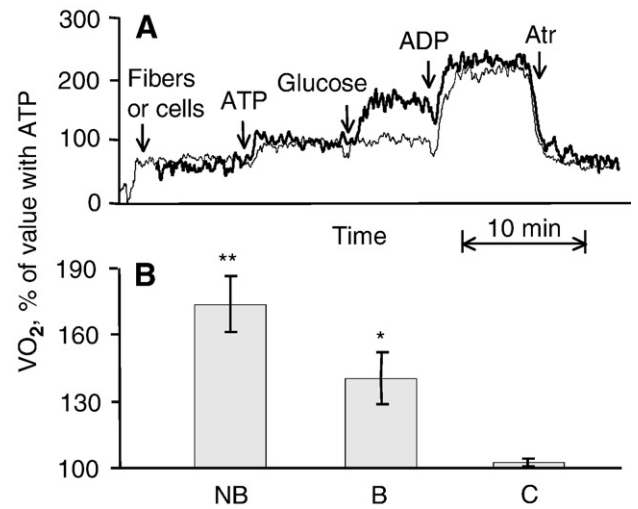 300
A
200
100
0
Fibers
or cells
ATP
Glucose
ADP
Atr
Time
10 min
VO2, % of value with ATP
B
190
160
130
100
**
*
NB
B
C